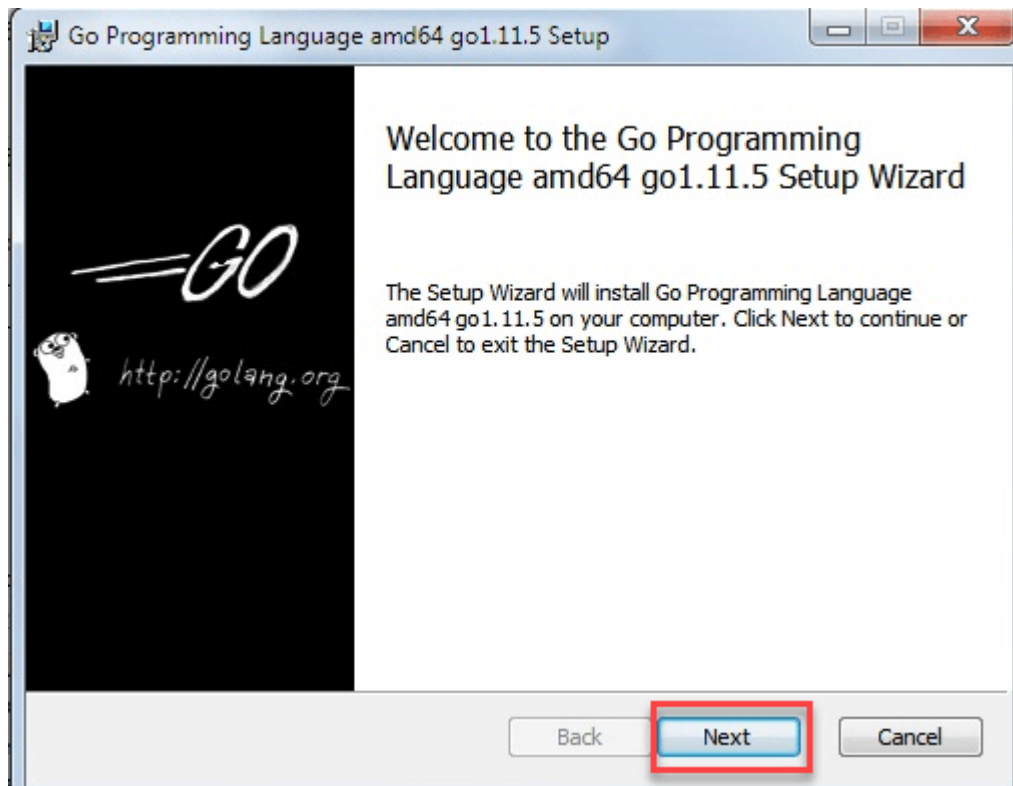 Go Programming Language amd64 go1.11.5 Setup
Welcome to the Go Programming
Language amd64 go1.11.5 Setup Wizard
GO
The Setup Wizard will install Go Programming Language
amd64 go1.11.5 on your computer. Click Next to continue or
Cancel to exit the Setup Wizard.
http://golang.org
Back
Next
Cancel